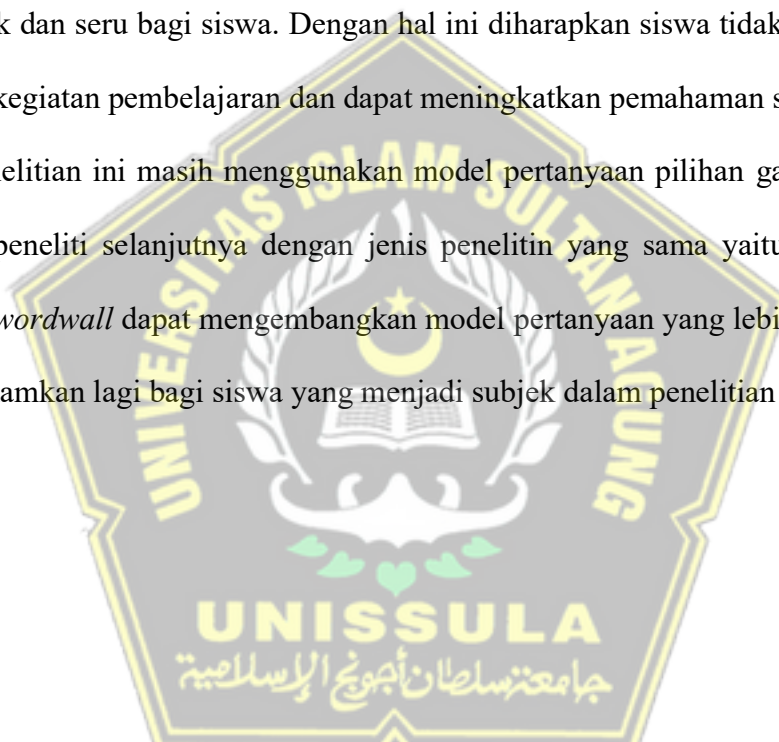 k dan seru bagi siswa. Dengan hal ini diharapkan siswa tidak
kegiatan pembelajaran dan dapat meningkatkan pemahaman s
elitian ini masih menggunakan model pertanyaan pilihan ga
peneliti selanjutnya dengan jenis penelitin yang sama yaitu
wordwall dapat mengembangkan model pertanyaan yang lebi
amkan lagi bagi siswa yang menjadi subjek dalam penelitian
UNIVERSITAS ISLAM SULTAN AGUNG
UNISSULA
جامعة سلطان أجونج الإسلامية